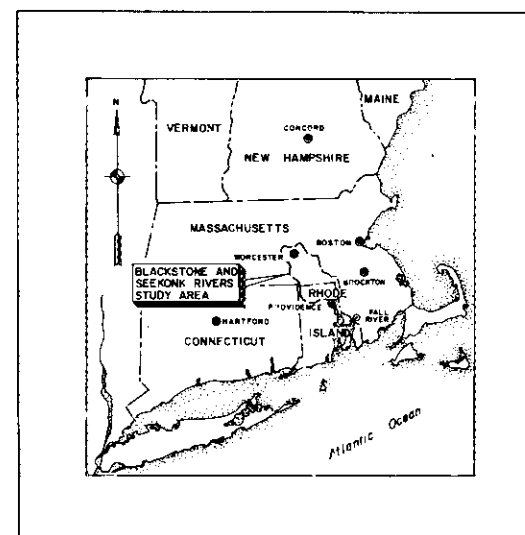 N
MAINE
VERMONT
CONCORD
NEW HAMPSHIRE
MASSACHUSETTS
BOSTON
WORCESTER
BLACKSTONE AND
SEEKONK RIVERS
STUDY AREA
BROCKTON
RHODE
PROVIDENCE
FALL
RIVER
HARTFORD
ISLAND
CONNECTICUT
Atlantic Ocean